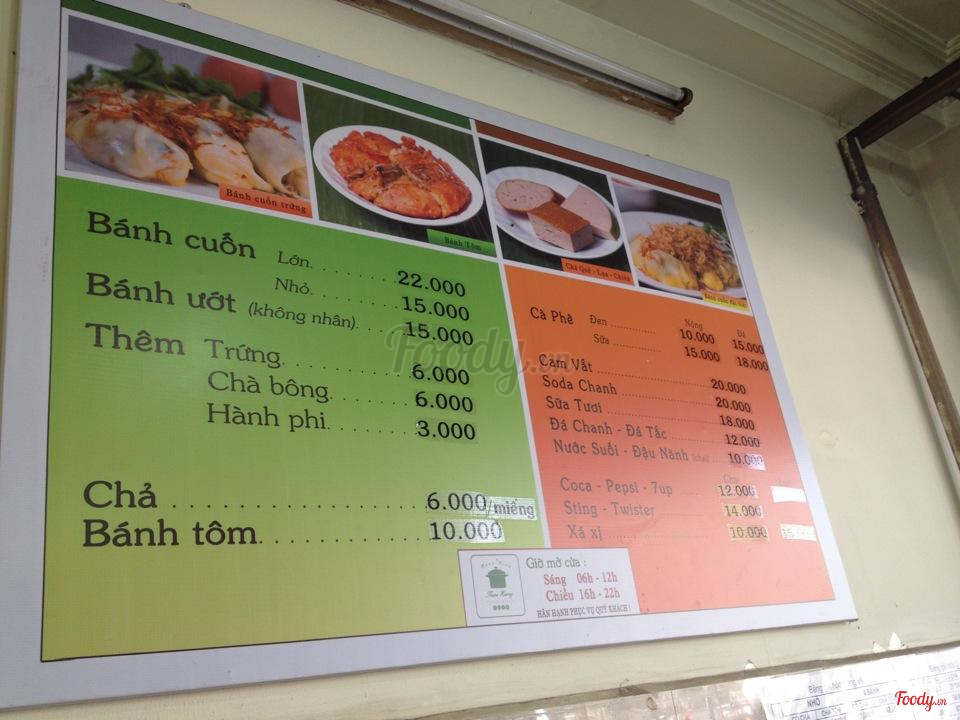 Bánh cuốn trứng
Bánh Tôm
Chả Quế - Lụa - Chiên
Bánh cuốn
Bánh cuốn Lớn........ 22.000
Nhỏ........ 15.000
Bánh ướt (không nhân)..... 15.000
Thêm Trứng............ 6.000
Chà bông......... 6.000
Hành phi......... 3.000
Chả .................... 6.000/miếng
Bánh tôm............. 10.000
Nóng Đá
Cà Phê Đen ............ 10.000 15.000
Sữa ............ 15.000 18.000
Cam Vắt ............ 20.000
Soda Chanh ............ 20.000
Sữa Tươi ............ 18.000
Đá Chanh - Đá Tắc ............ 12.000
Nước Suối - Đậu Nành (chai) ..... 10.000
Coca - Pepsi - 7up ..... 12.000
Sting - Twister ..... 14.000
Xá xị ............ 10.000
Giờ mở cửa :
Sáng 06h - 12h
Chiều 16h - 22h
HÂN HẠNH PHỤC VỤ QUÝ KHÁCH !
Foody.vn
NHỎ
Foody.vn